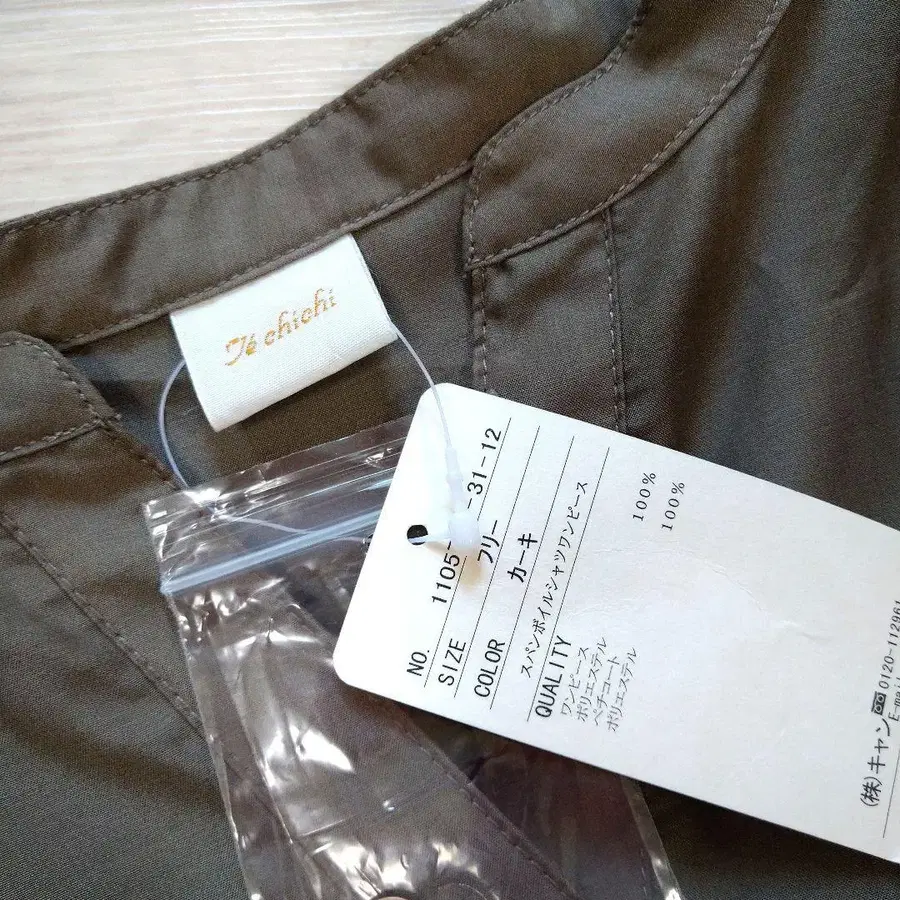 Té chichi
NO. 1105- -31-12
SIZE フリー
COLOR カーキ
スパンボイルシャツワンピース
QUALITY
ワンピース
ポリエステル 100%
ペチコート
ポリエステル 100%
(株)キャン 0120-112961